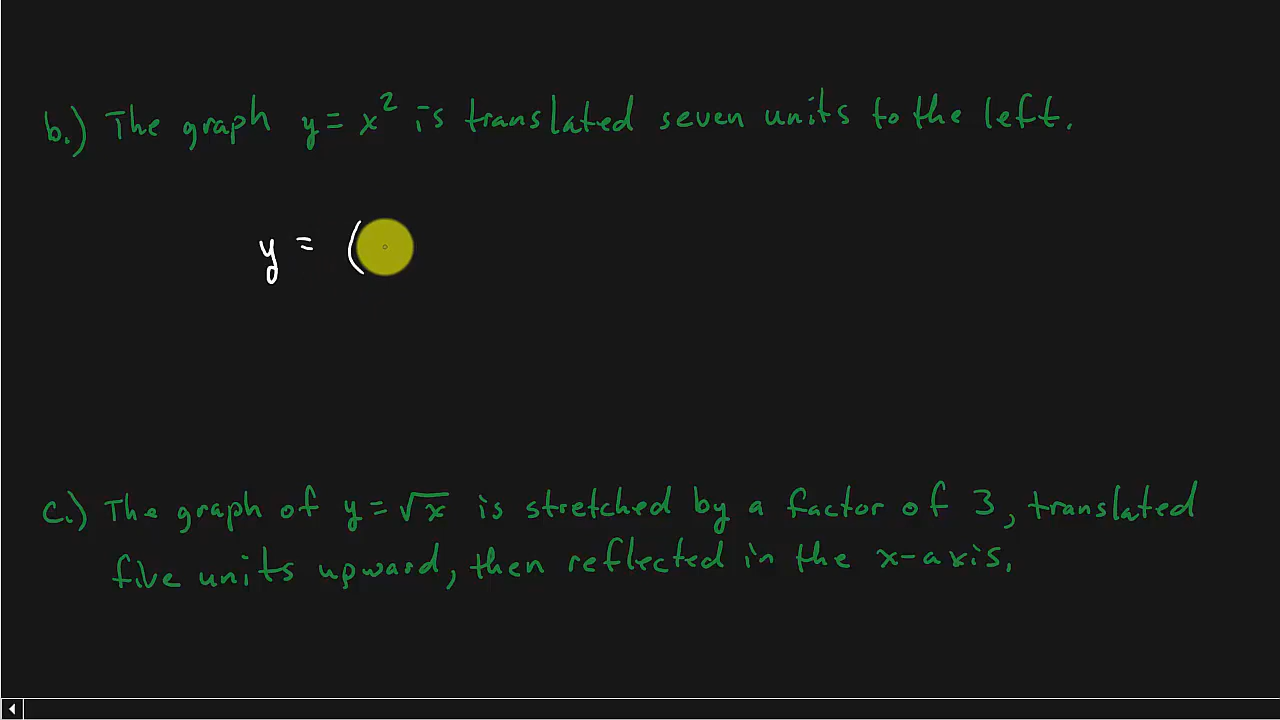 b.) The graph y = x² is translated seven units to the left.
y = (
c.) The graph of y = √x is stretched by a factor of 3, translated
five units upward, then reflected in the x-axis.